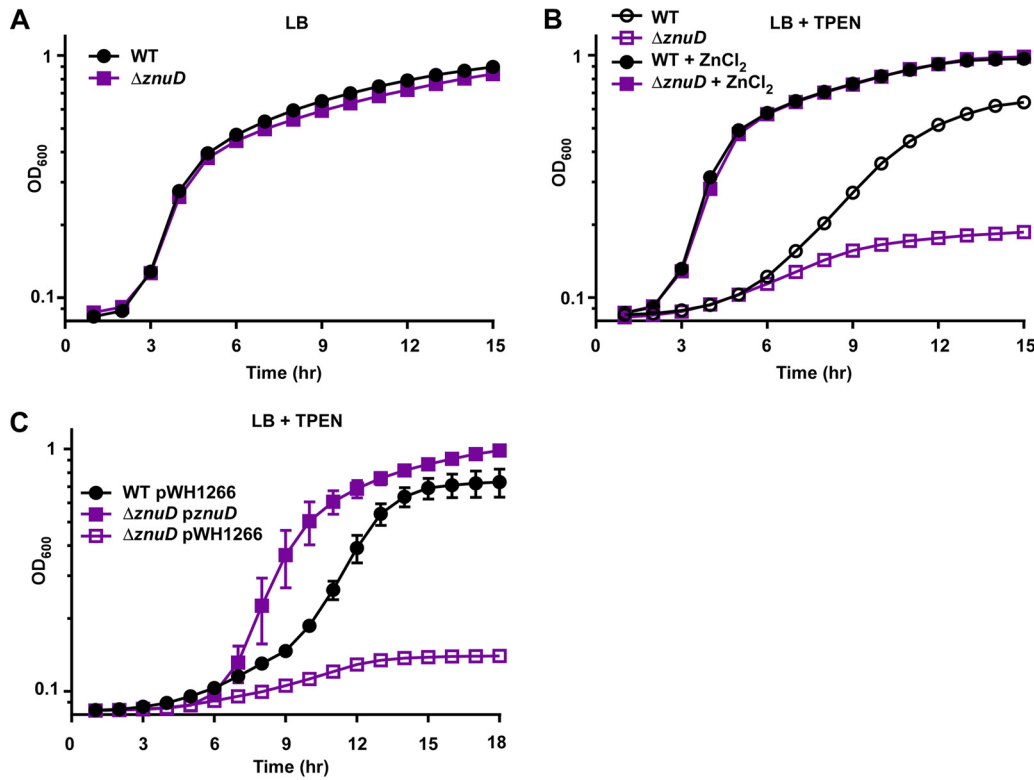 A
LB
WT
ΔznuD
1
0.1
OD600
0
3
6
9
12
15
Time (hr)
B
LB + TPEN
WT
ΔznuD
WT + ZnCl2
ΔznuD + ZnCl2
1
0.1
OD600
0
3
6
9
12
15
Time (hr)
C
LB + TPEN
WT pWH1266
ΔznuD pznuD
ΔznuD pWH1266
1
0.1
OD600
0
3
6
9
12
15
18
Time (hr)